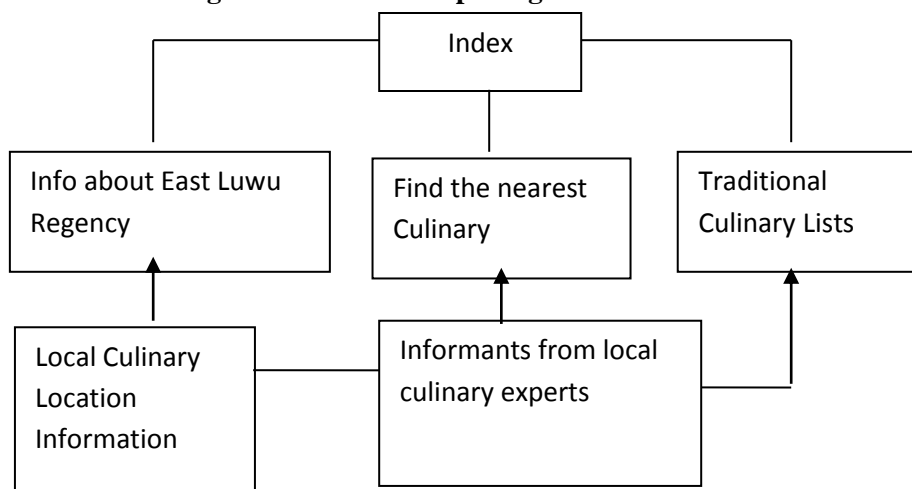 Index
Info about East Luwu
Regency
Find the nearest
Culinary
Traditional
Culinary Lists
Local Culinary
Location
Information
Informants from local
culinary experts